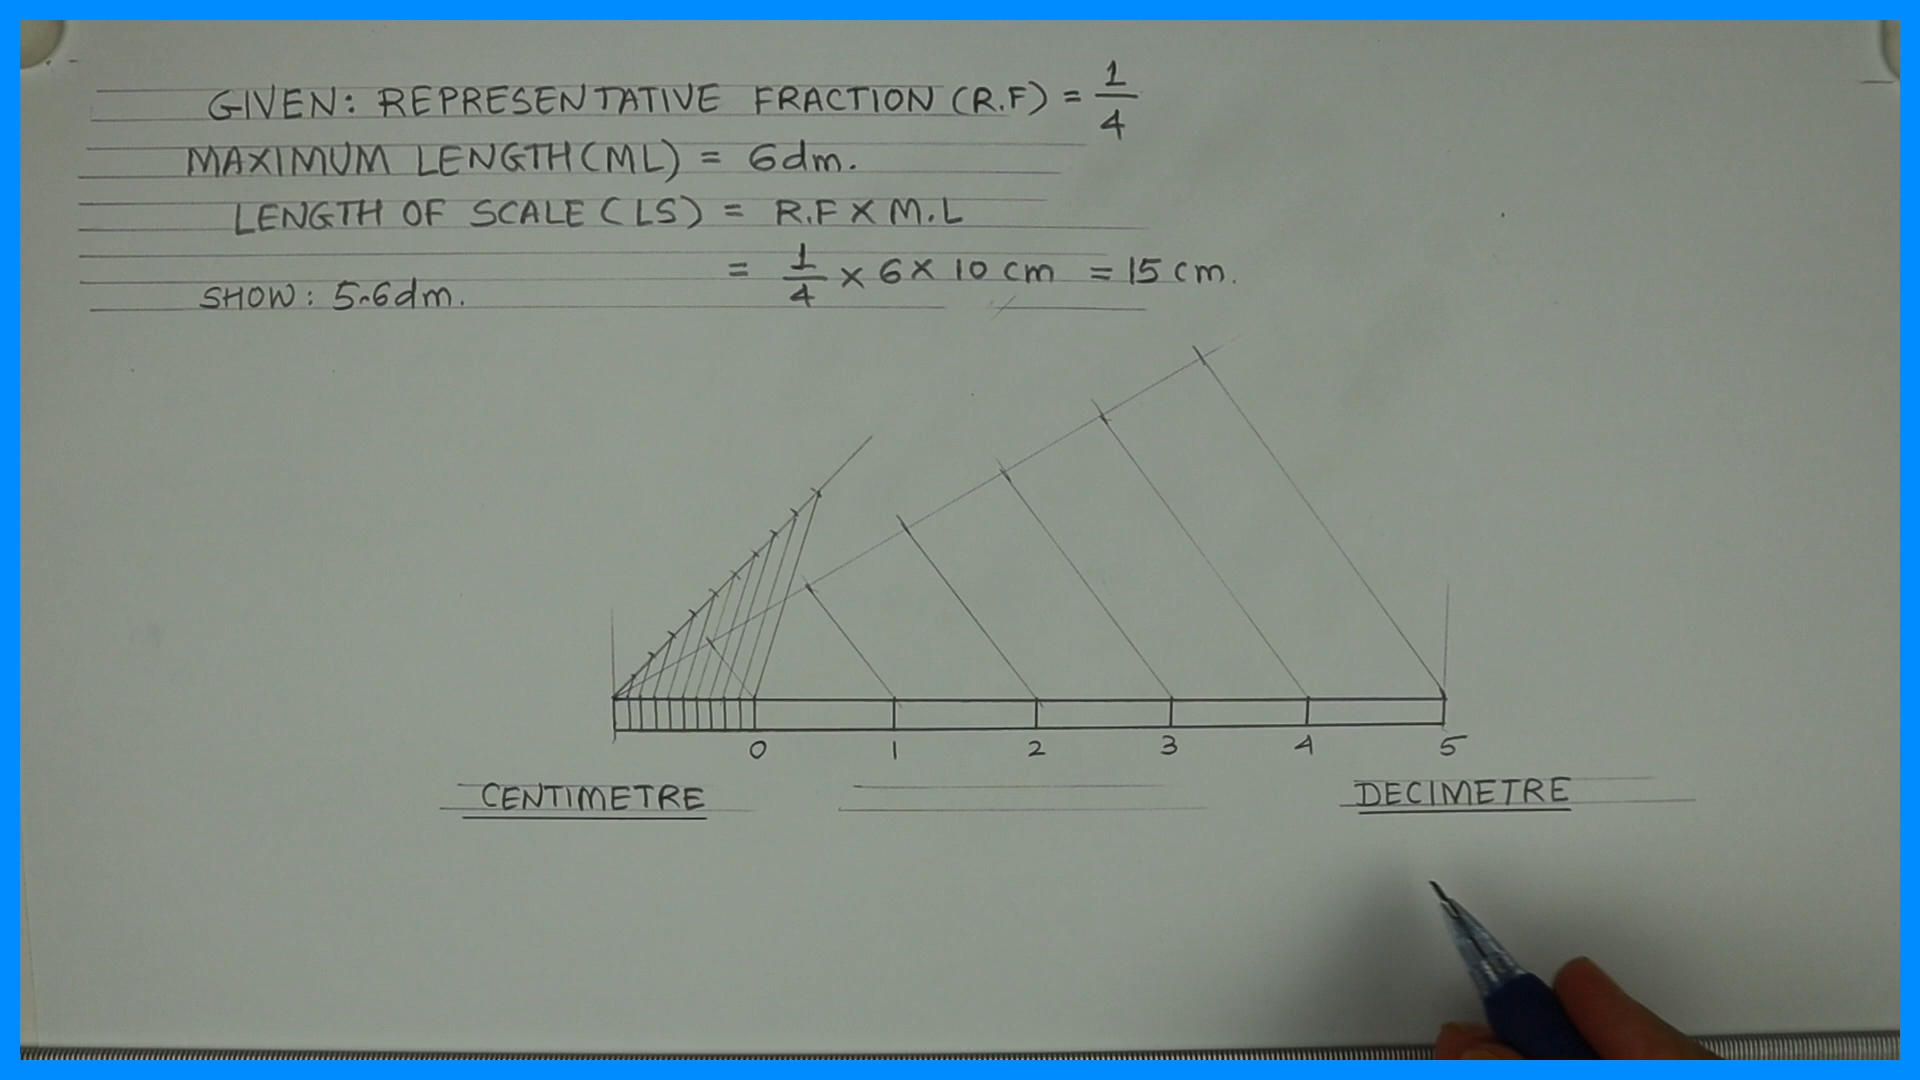 GIVEN: REPRESENTATIVE FRACTION (R.F) = 1/4
MAXIMUM LENGTH (ML) = 6dm.
LENGTH OF SCALE (LS) = R.F X M.L
= 1/4 × 6 × 10 cm = 15 cm.
SHOW: 5.6dm.
0 1 2 3 4 5
CENTIMETRE DECIMETRE